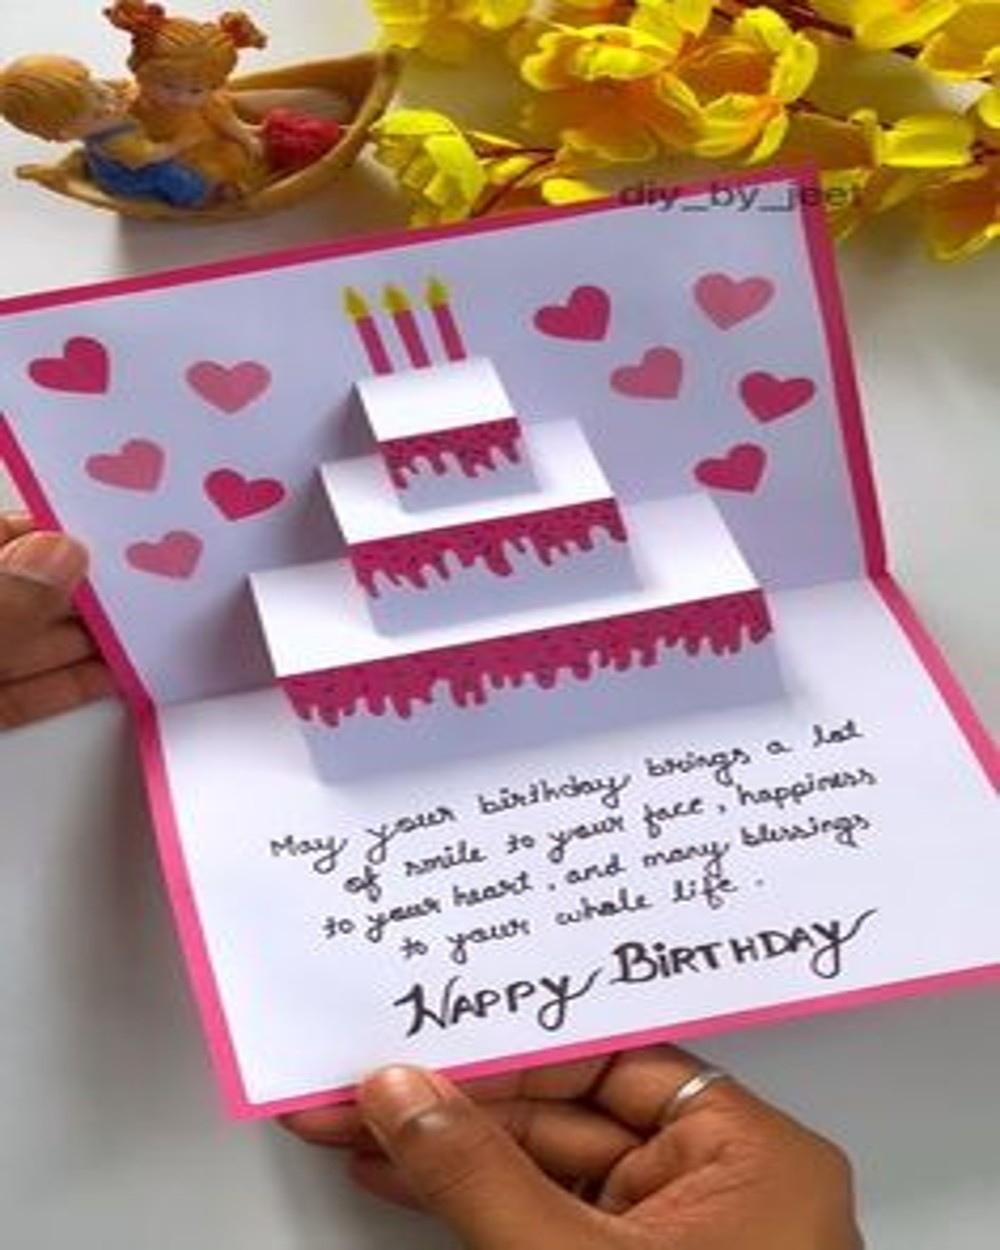 diy_by_jeet
May your birthday brings a lot
of smile to your face, happiness
to your heart, and many blessings
to your whole life.
HAPPY BIRTHDAY